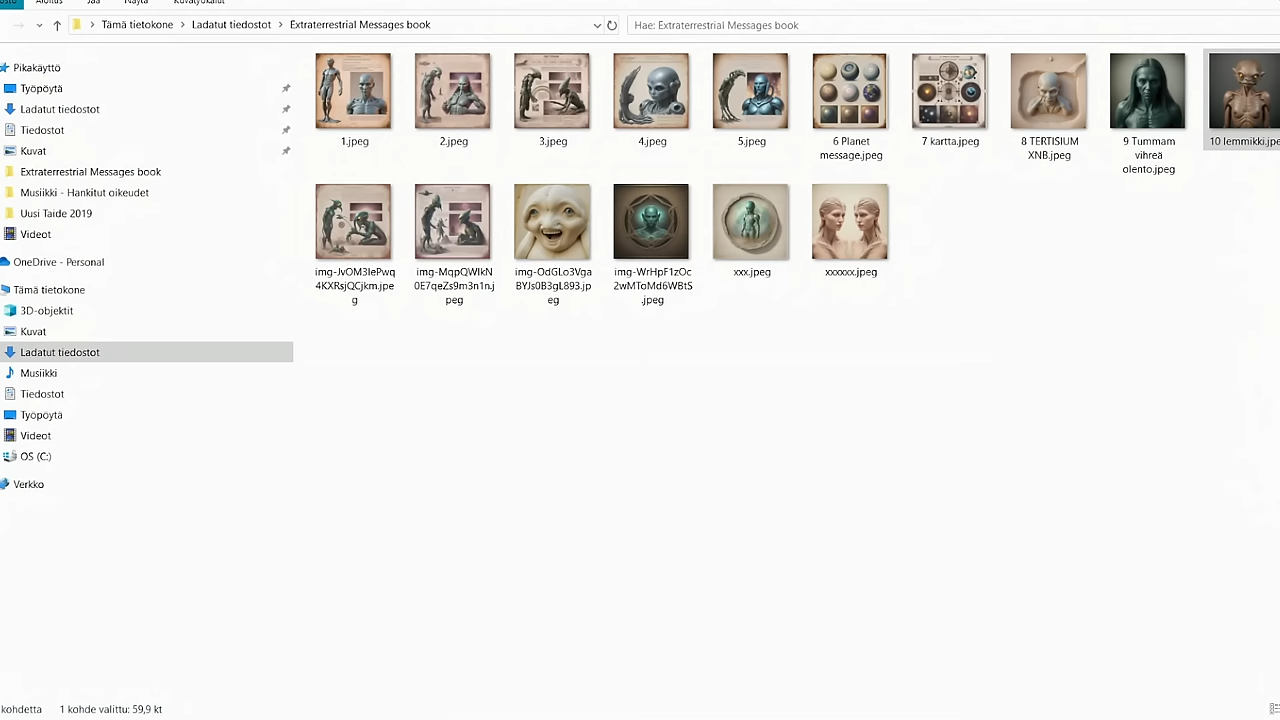 Aloitus Jaa Näytä Kuvatyökalut
Tämä tietokone Ladatut tiedostot Extraterrestrial Messages book
Hae: Extraterrestrial Messages book
Pikakäyttö
Työpöytä
Ladatut tiedostot
Tiedostot
Kuvat
Extraterrestrial Messages book
Musiikki - Hankitut oikeudet
Uusi Taide 2019
Videot
OneDrive - Personal
Tämä tietokone
3D-objektit
Kuvat
Ladatut tiedostot
Musiikki
Tiedostot
Työpöytä
Videot
OS (C:)
Verkko
1.jpeg
2.jpeg
3.jpeg
4.jpeg
5.jpeg
6 Planet
message.jpeg
7 kartta.jpeg
8 TERTISIUM
XNB.jpeg
9 Tummam
vihreä
olento.jpeg
10 lemmikki.jpe
img-JvOM3IePwq
4KXRsjQCjkm.jpe
g
img-MqpQWIkN
0E7qeZs9m3n1n.j
peg
img-OdGLo3Vga
BYJs0B3gL893.jp
eg
img-WrHpF1zOc
2wMToMd6WBtS
.jpeg
xxx.jpeg
xxxxxx.jpeg
kohdetta 1 kohde valittu: 59,9 kt